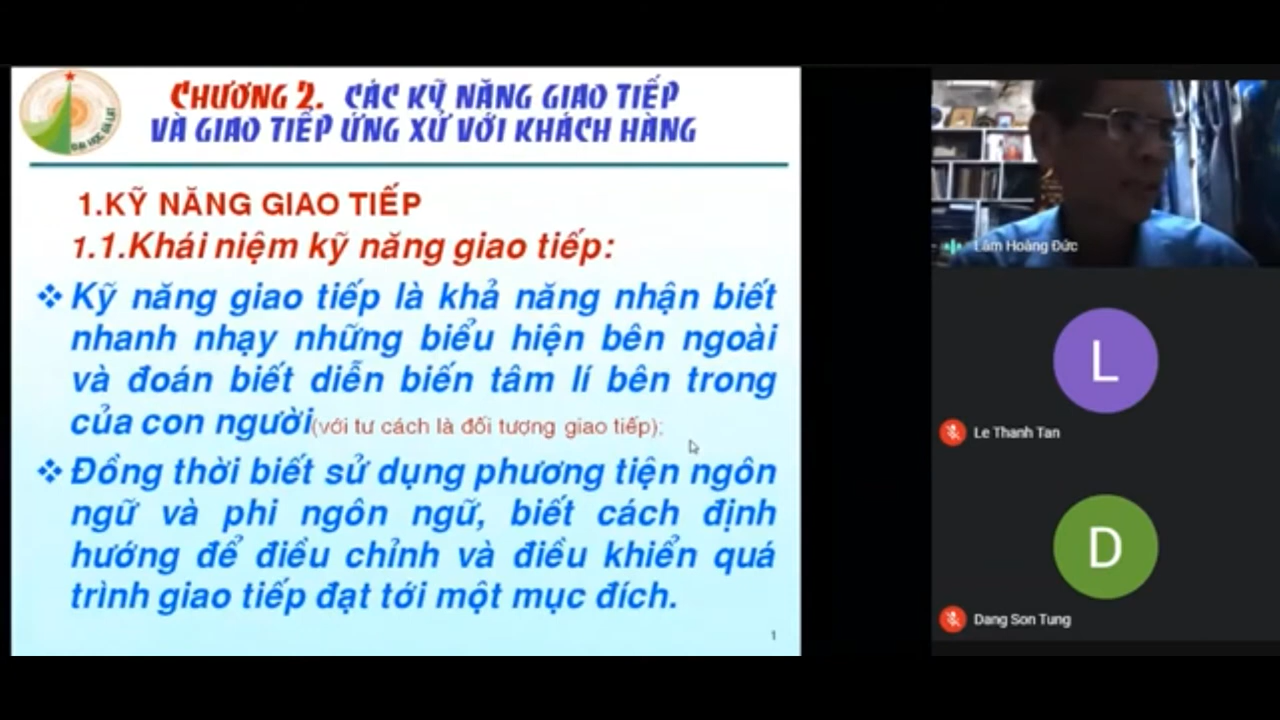 CHƯƠNG 2. CÁC KỸ NĂNG GIAO TIẾP
VÀ GIAO TIẾP ỨNG XỬ VỚI KHÁCH HÀNG
ĐẠI HỌC ĐÀ LẠT
1.KỸ NĂNG GIAO TIẾP
1.1.Khái niệm kỹ năng giao tiếp:
❖ Kỹ năng giao tiếp là khả năng nhận biết
nhanh nhạy những biểu hiện bên ngoài
và đoán biết diễn biến tâm lí bên trong
của con người(với tư cách là đối tượng giao tiếp);
❖ Đồng thời biết sử dụng phương tiện ngôn
ngữ và phi ngôn ngữ, biết cách định
hướng để điều chỉnh và điều khiển quá
trình giao tiếp đạt tới một mục đích.
1
Lâm Hoàng Đức
L
Le Thanh Tan
D
Dang Son Tung